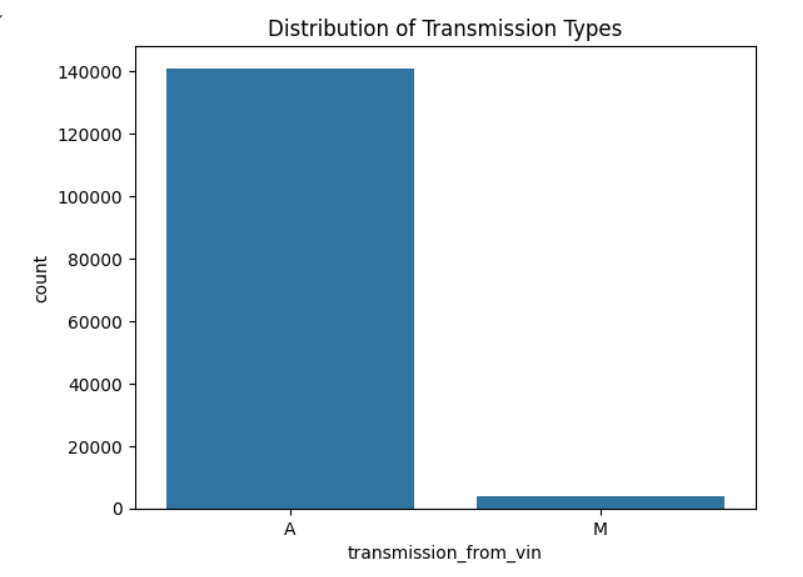 Distribution of Transmission Types
140000
120000
100000
80000
60000
40000
20000
0
count
A
M
transmission_from_vin